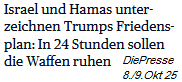 Israel und Hamas unter-
zeichnen Trumps Friedens-
plan: In 24 Stunden sollen
die Waffen ruhen DiePresse
8./9.Okt 25